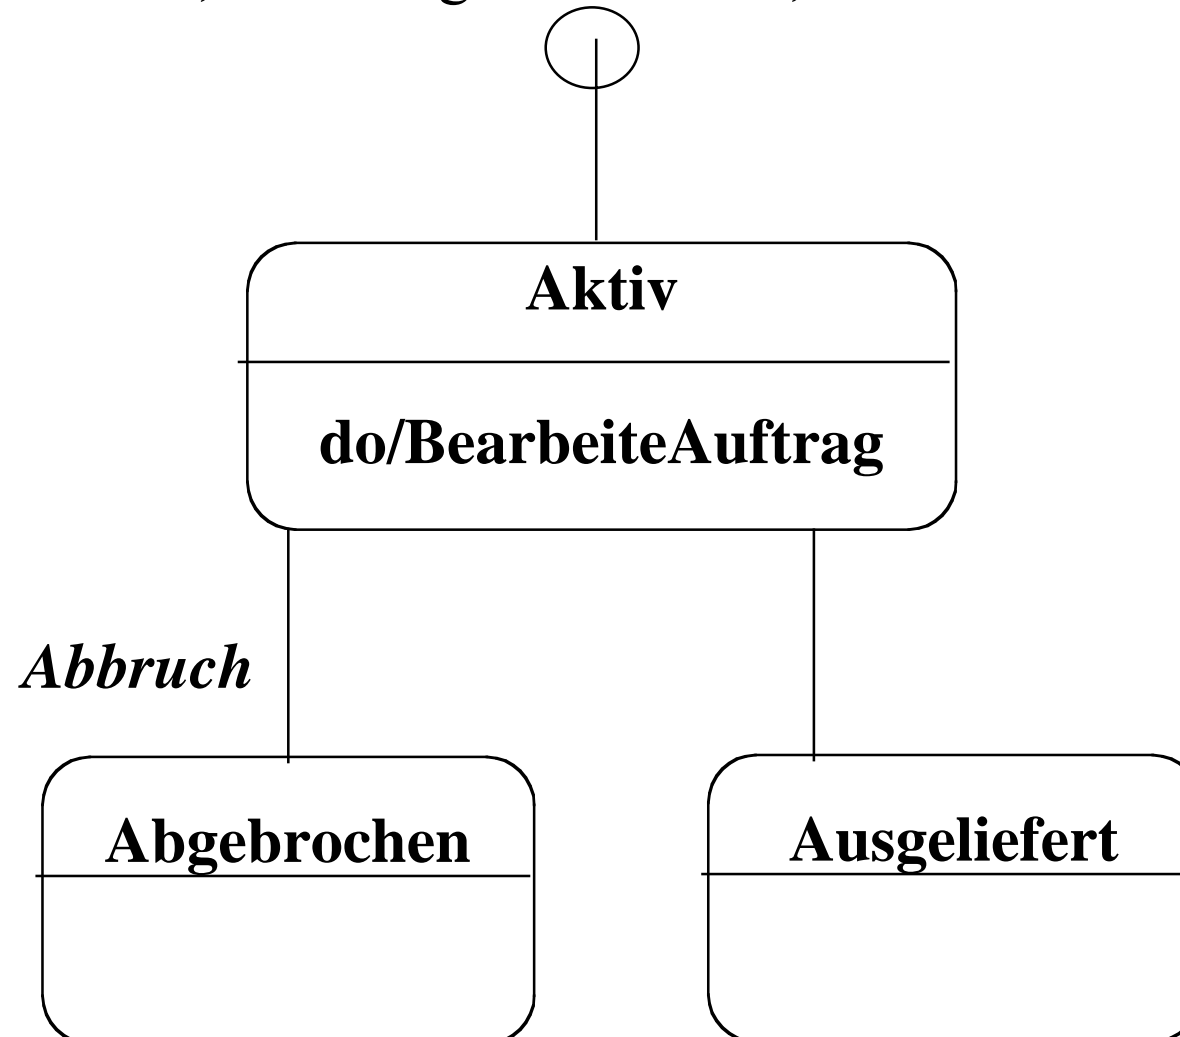 Aktiv
do/BearbeiteAuftrag
Abbruch
Abgebrochen
Ausgeliefert